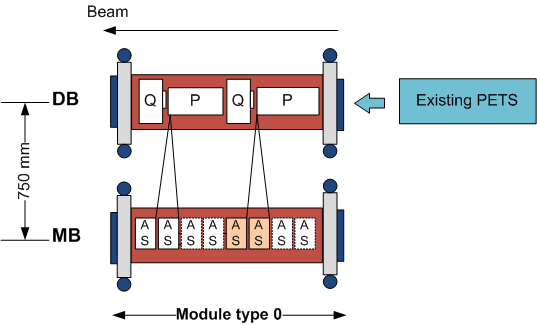 Beam
DB
Q P Q P
Existing PETS
750 mm
MB
A A A A A A A A
S S S S S S S S
Module type 0